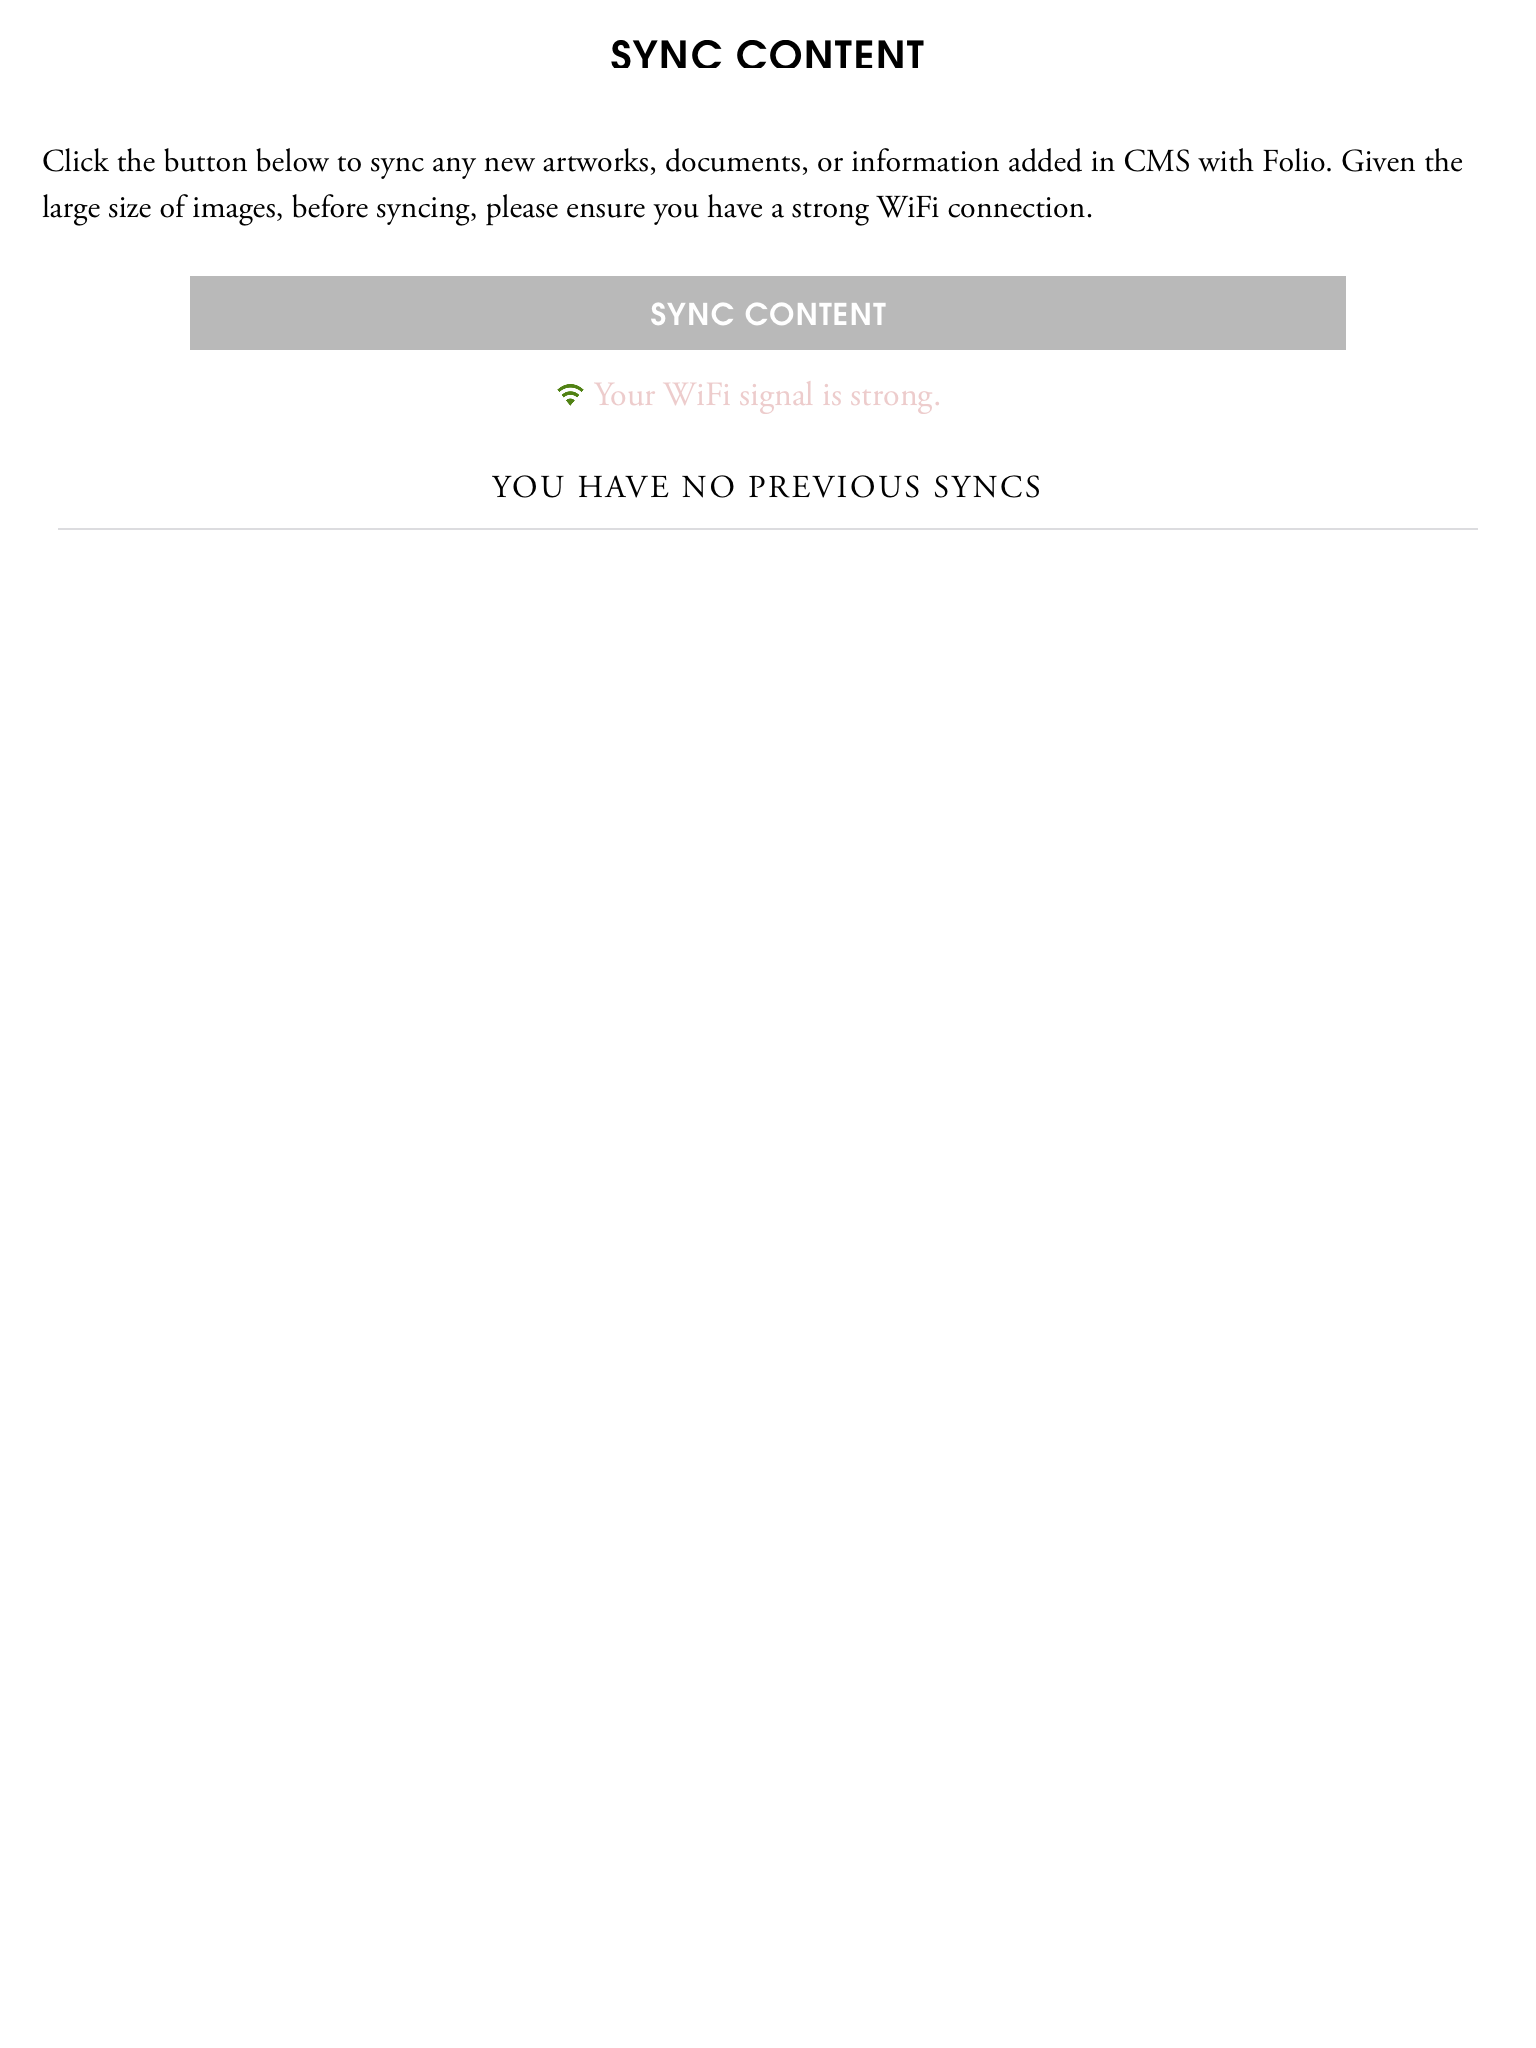 SYNC CONTENT
Click the button below to sync any new artworks, documents, or information added in CMS with Folio. Given the
large size of images, before syncing, please ensure you have a strong WiFi connection.
SYNC CONTENT
Your WiFi signal is strong.
YOU HAVE NO PREVIOUS SYNCS